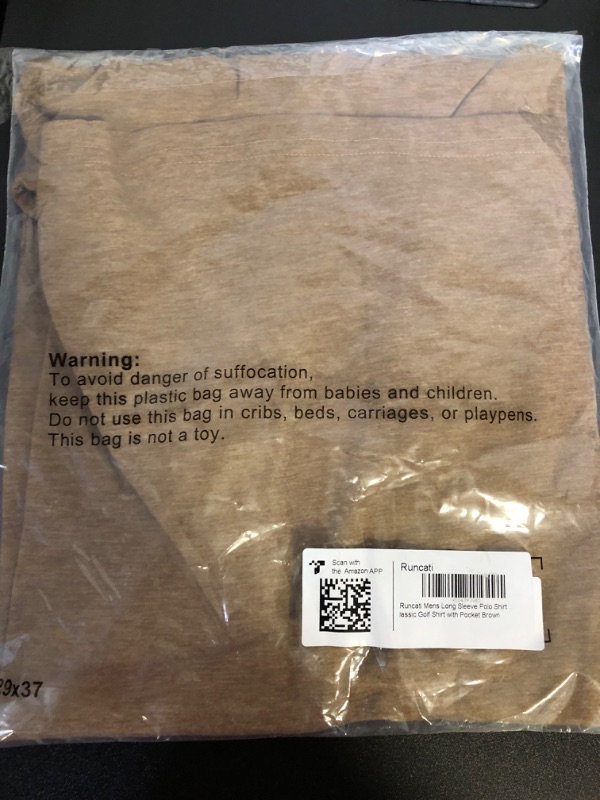 Warning:
To avoid danger of suffocation,
keep this plastic bag away from babies and children.
Do not use this bag in cribs, beds, carriages, or playpens.
This bag is not a toy.
Scan with
the Amazon APP
Runcati
Runcati Mens Long Sleeve Polo Shirt
lassic Golf Shirt with Pocket Brown
29x37